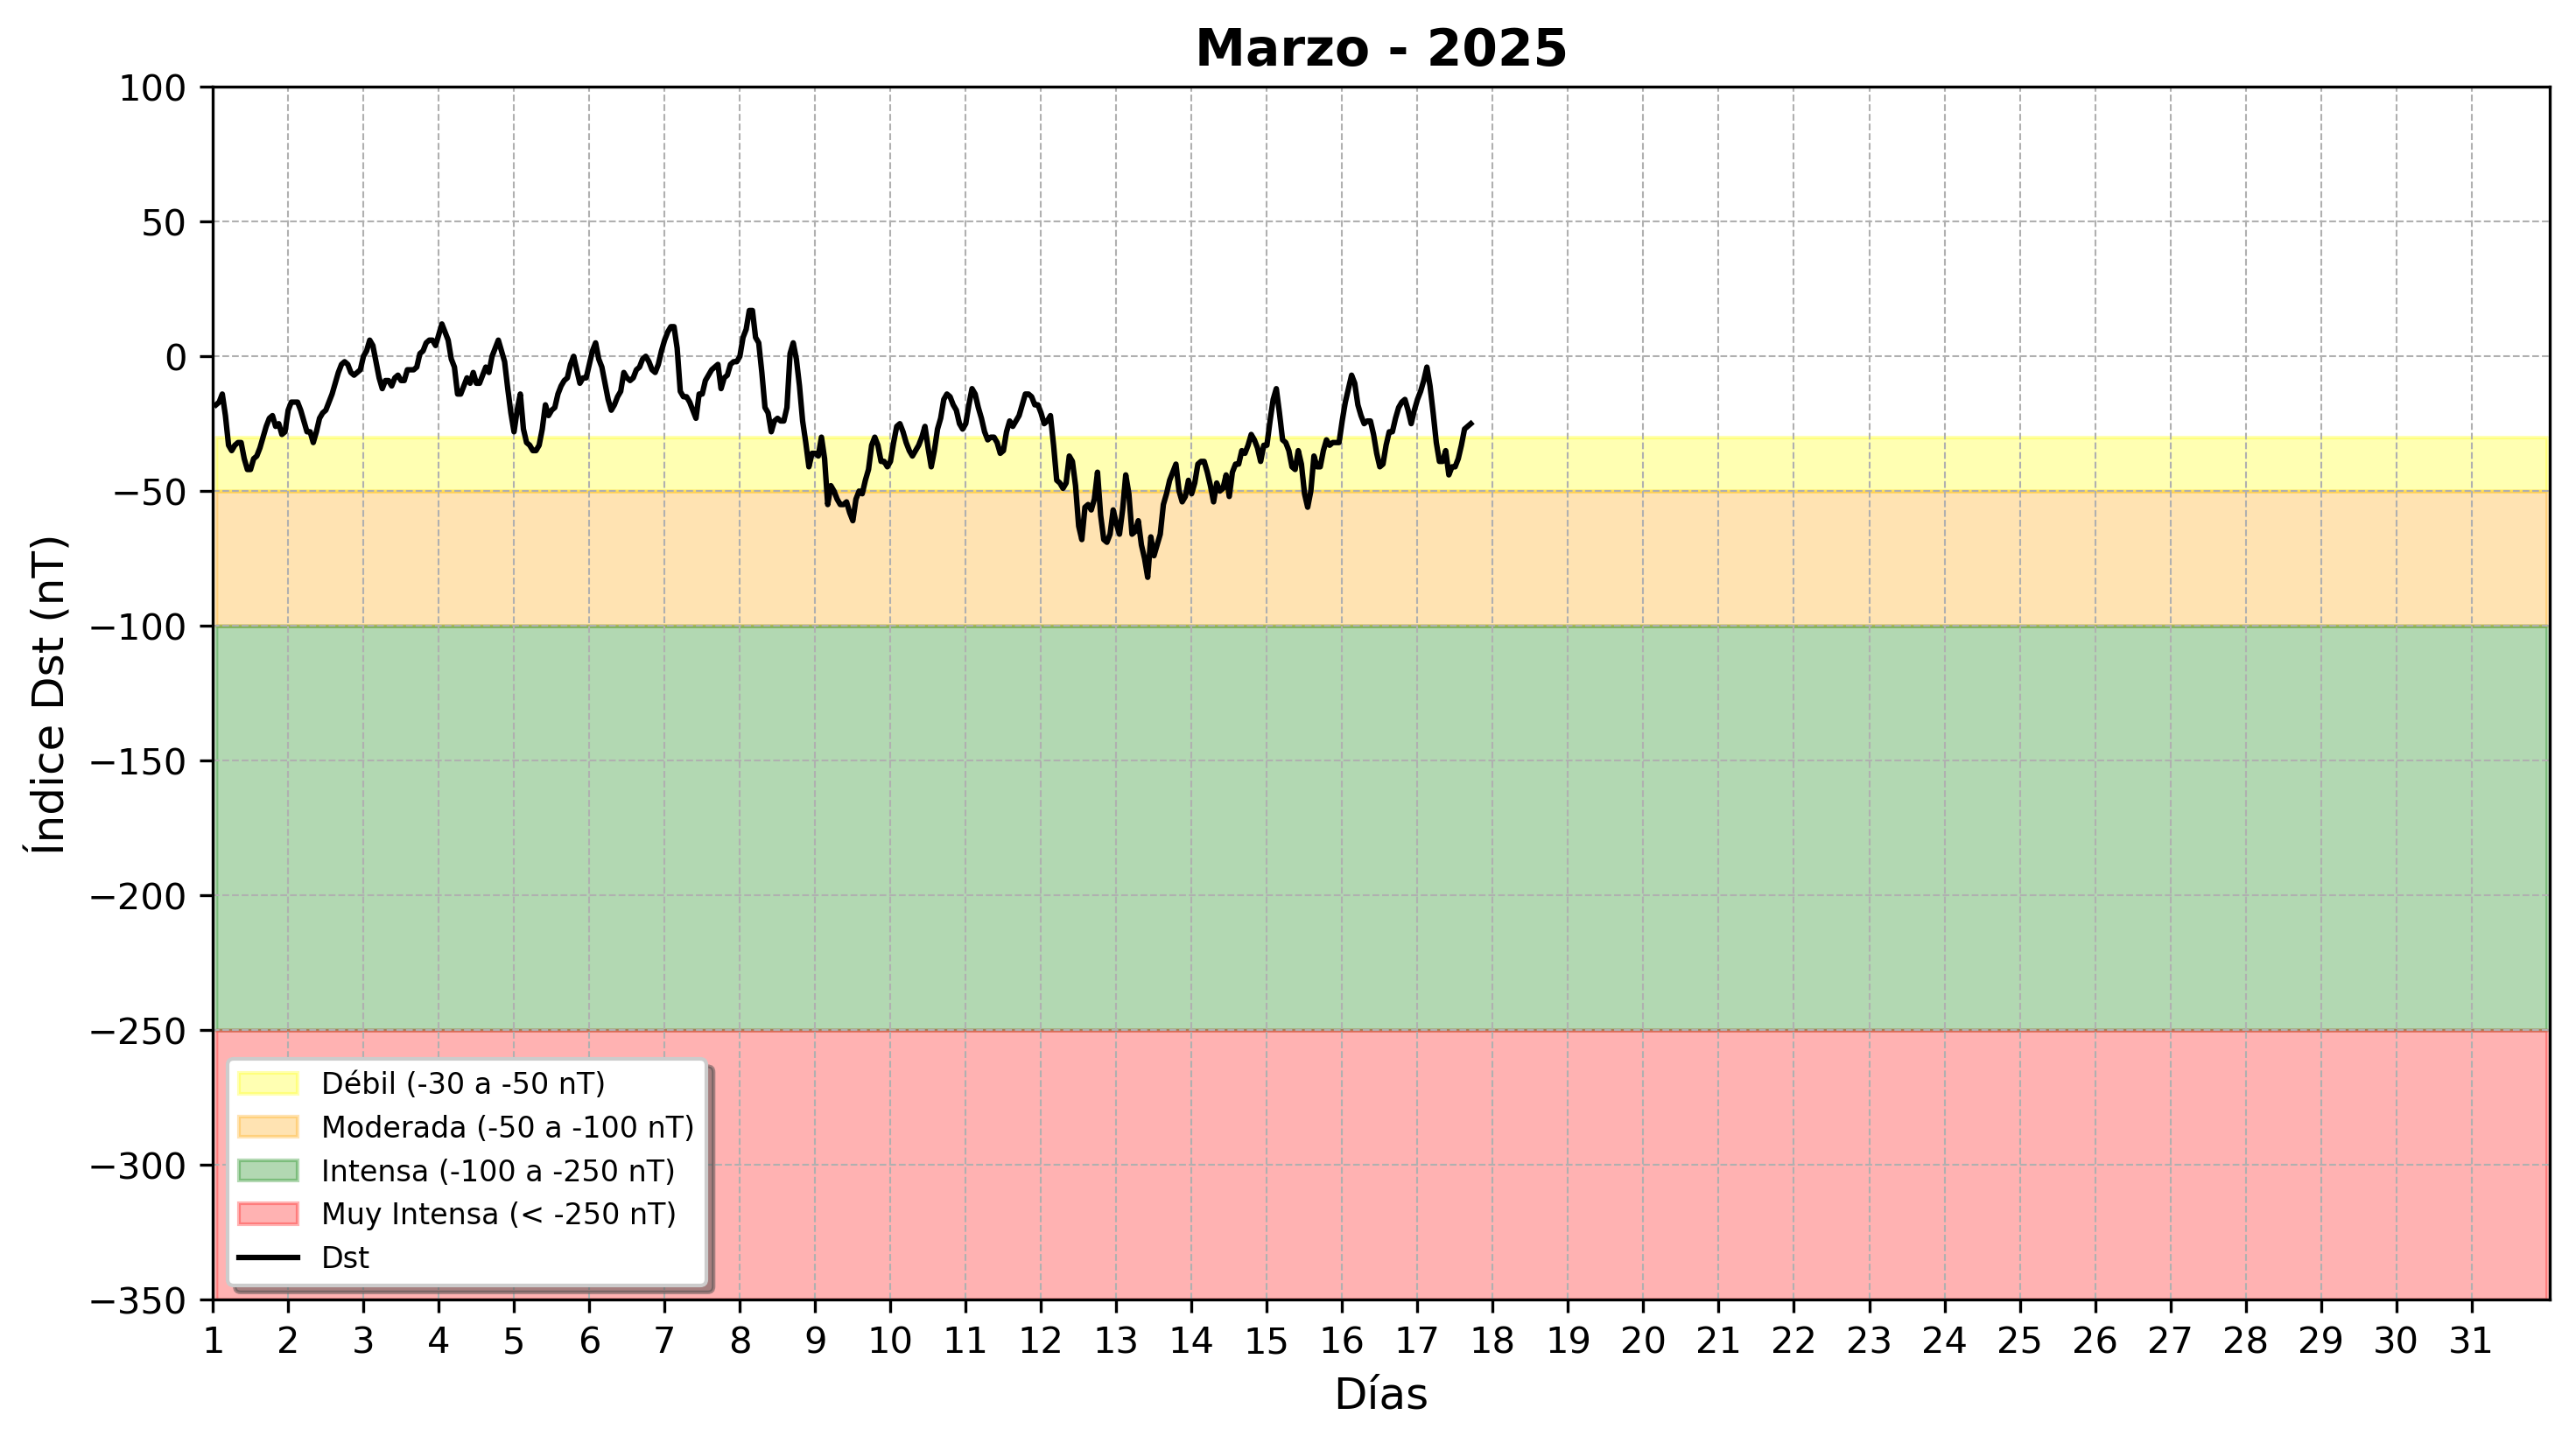 Marzo - 2025
100
50
0
−50
−100
−150
−200
−250
−300
−350
Índice Dst (nT)
Débil (-30 a -50 nT)
Moderada (-50 a -100 nT)
Intensa (-100 a -250 nT)
Muy Intensa (< -250 nT)
Dst
1 2 3 4 5 6 7 8 9 10 11 12 13 14 15 16 17 18 19 20 21 22 23 24 25 26 27 28 29 30 31
Días